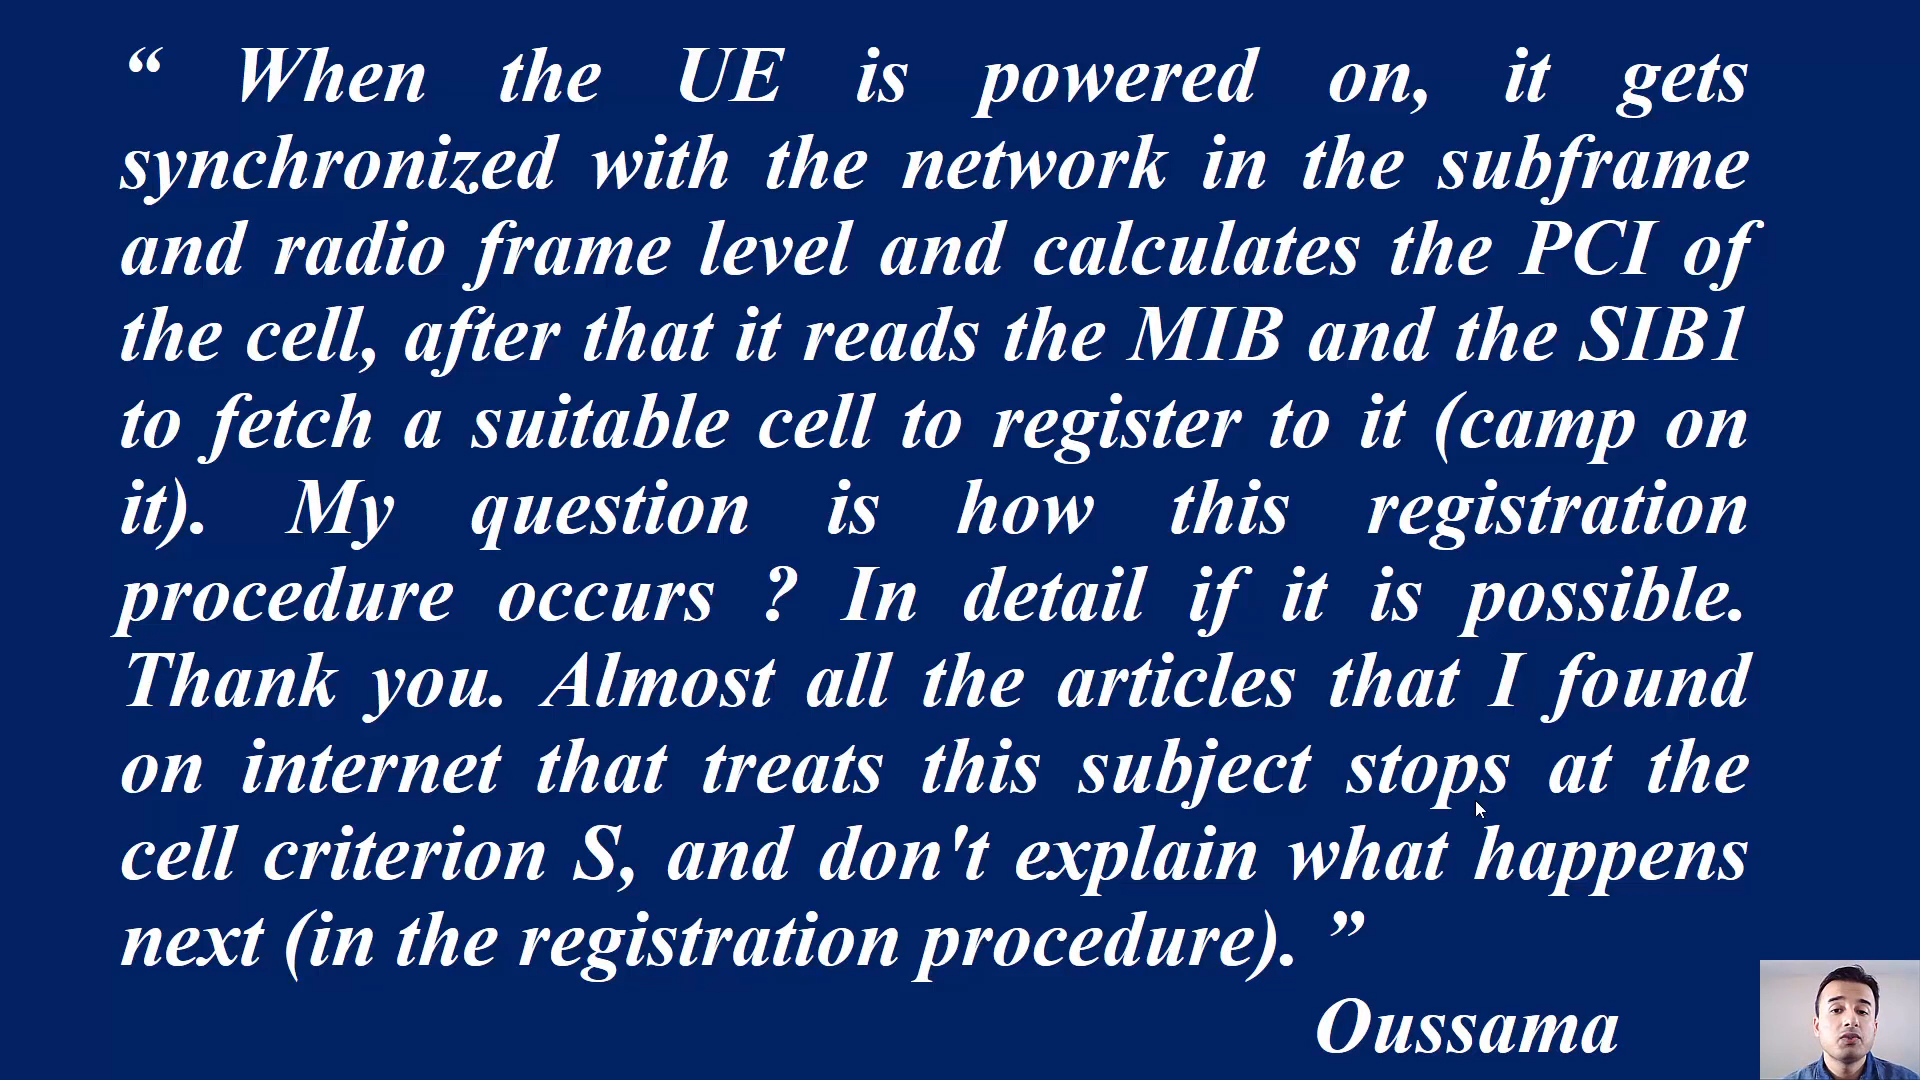 “ When the UE is powered on, it gets
synchronized with the network in the subframe
and radio frame level and calculates the PCI of
the cell, after that it reads the MIB and the SIB1
to fetch a suitable cell to register to it (camp on
it). My question is how this registration
procedure occurs ? In detail if it is possible.
Thank you. Almost all the articles that I found
on internet that treats this subject stops at the
cell criterion S, and don't explain what happens
next (in the registration procedure). ”
Oussama